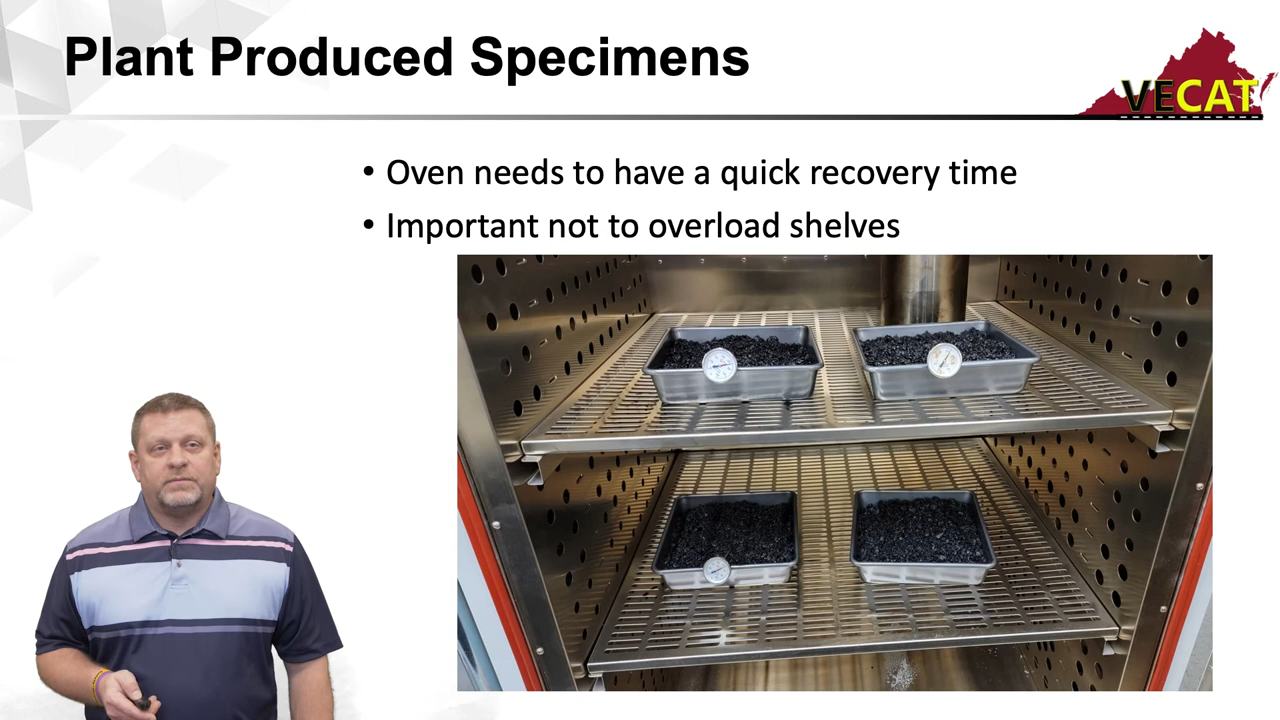 Plant Produced Specimens
VECAT
• Oven needs to have a quick recovery time
• Important not to overload shelves